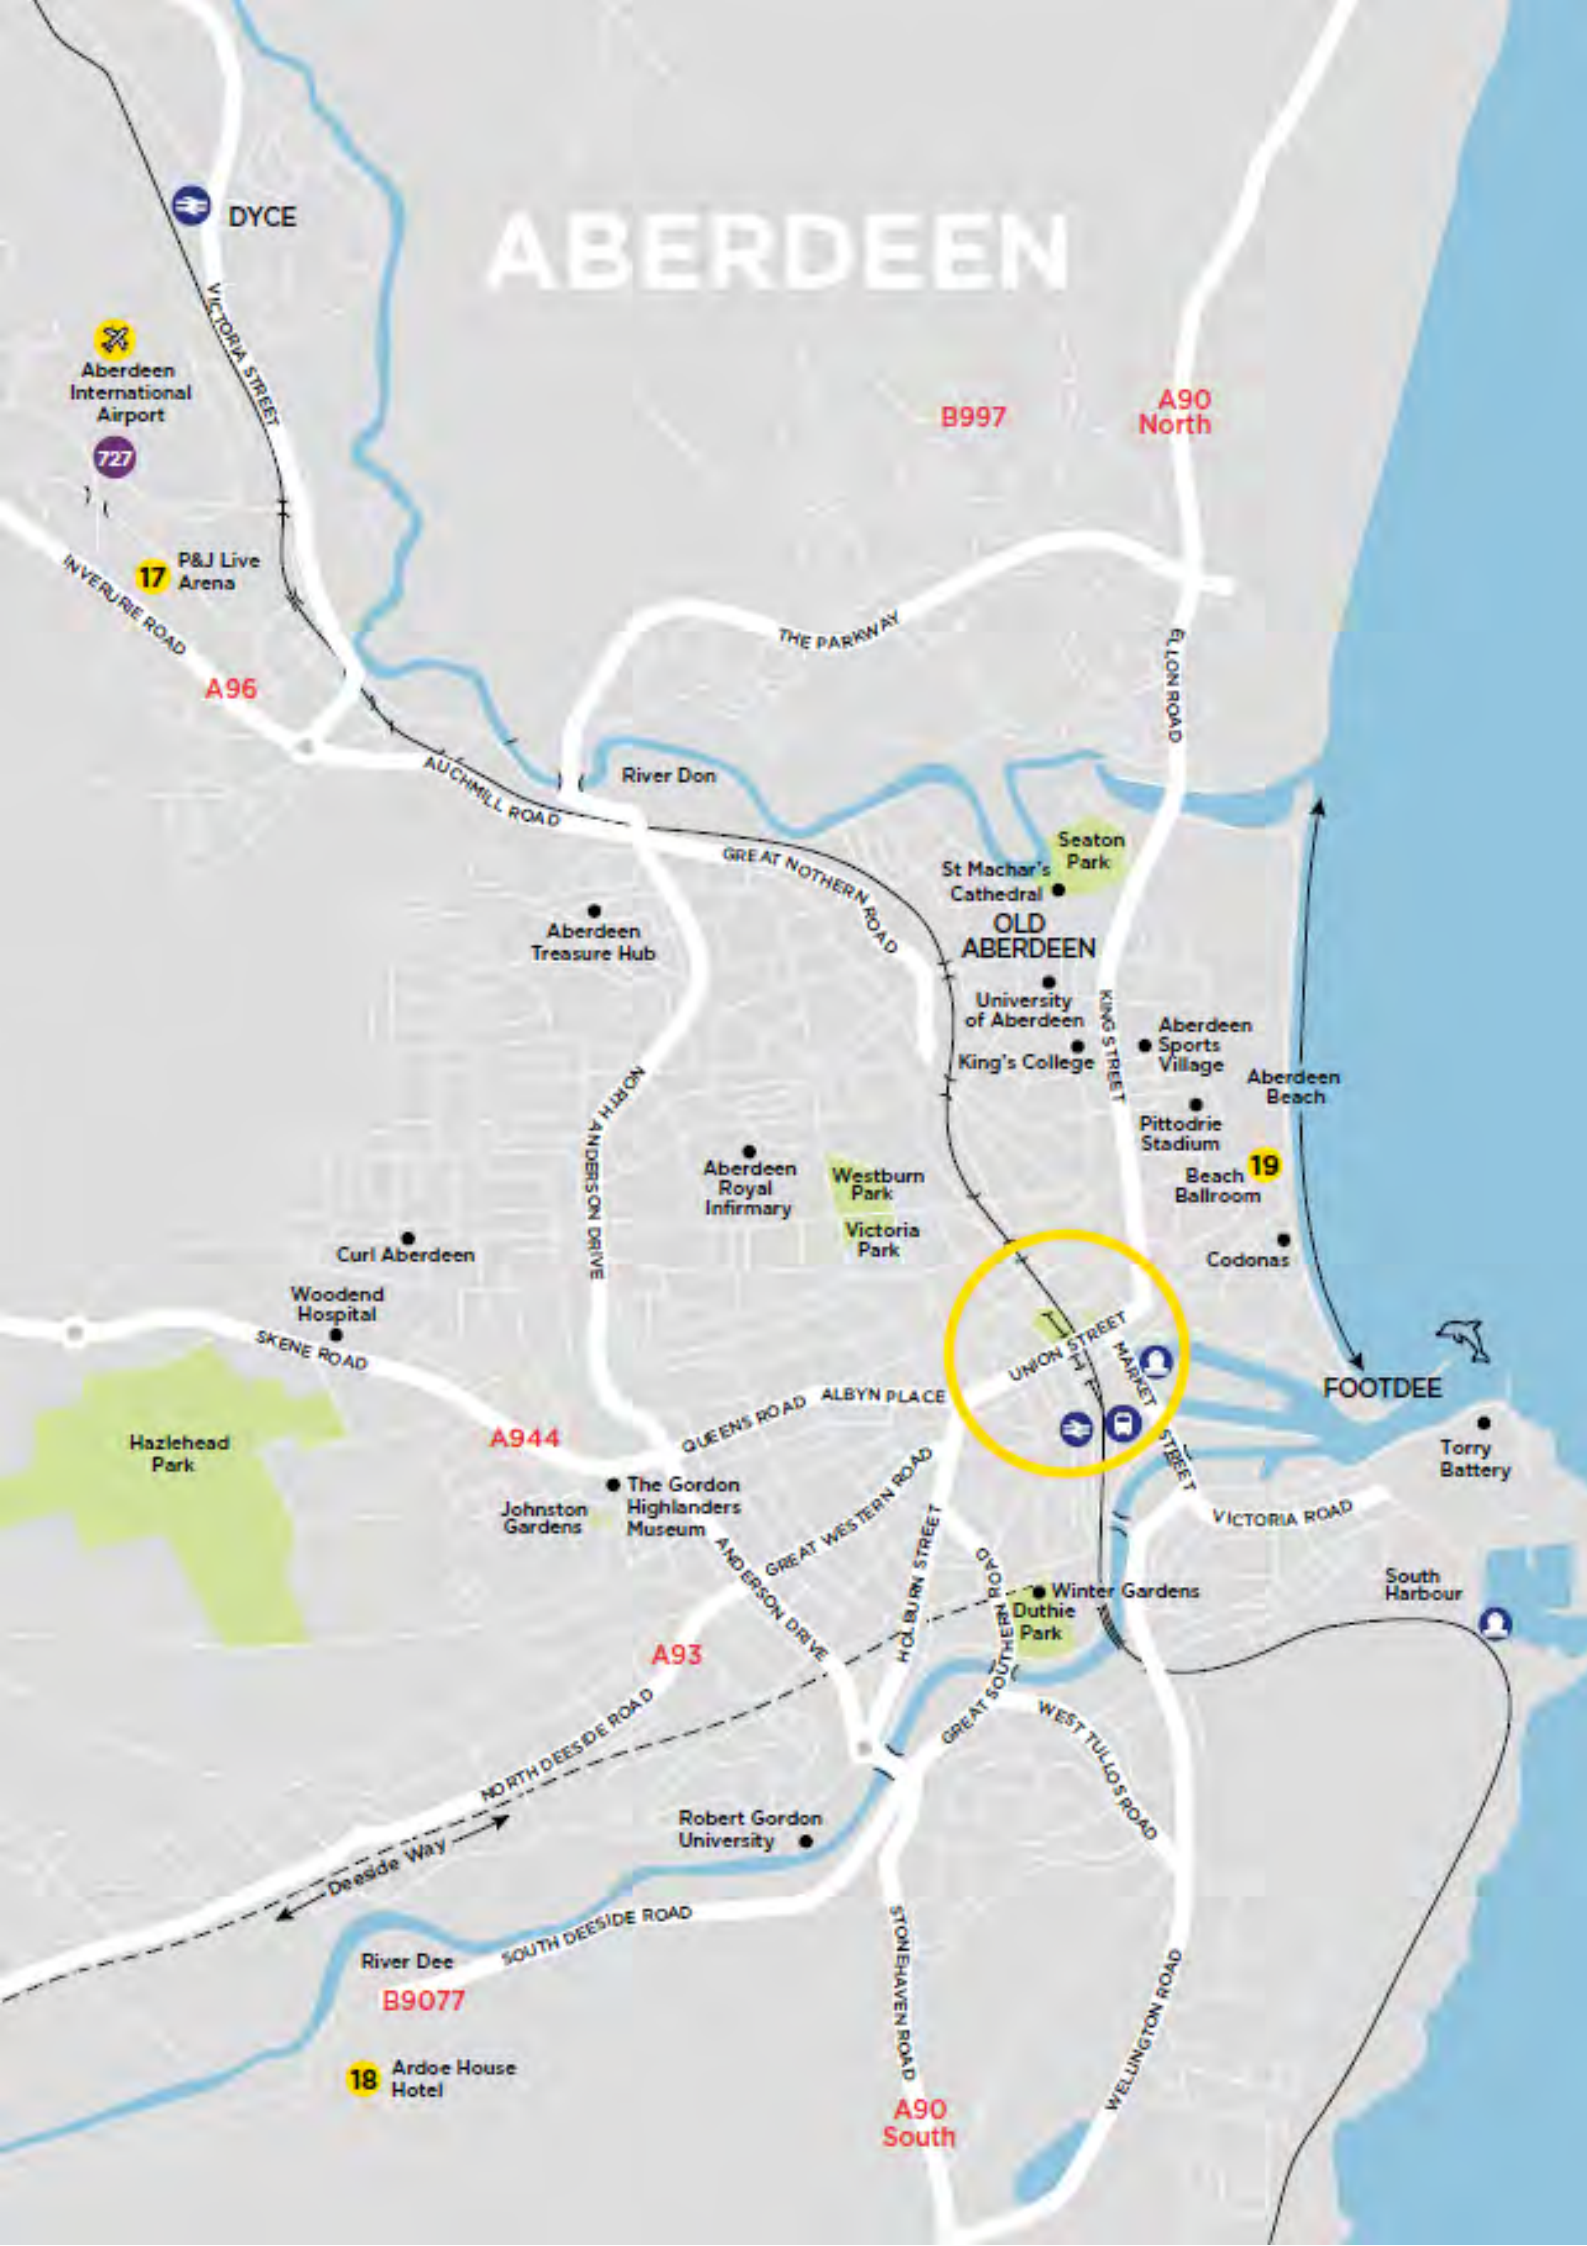 ABERDEEN
DYCE
VICTORIA STREET
Aberdeen
International
Airport
727
B997
A90
North
P&J Live
17
Arena
INVERURIE ROAD
THE PARKWAY
ELLON ROAD
A96
AUCHMILL ROAD
River Don
GREAT NOTHERN ROAD
Seaton
Park
St Machar's
Cathedral
OLD
ABERDEEN
Aberdeen
Treasure Hub
University
of Aberdeen
King's College
KING STREET
Aberdeen
Sports
Village
Aberdeen
Beach
NORTH ANDERSON DRIVE
Pittodrie
Stadium
19
Beach
Ballroom
Aberdeen
Royal
Infirmary
Westburn
Park
Victoria
Park
Curl Aberdeen
Codonas
Woodend
Hospital
SKENE ROAD
UNION STREET
MARKET STREET
FOOTDEE
QUEENS ROAD
ALBYN PLACE
A944
Hazlehead
Park
Torry
Battery
The Gordon
Highlanders
Museum
Johnston
Gardens
GREAT WESTERN ROAD
VICTORIA ROAD
ANDERSON DRIVE
HOLBURN STREET
Winter Gardens
Duthie
Park
South
Harbour
A93
GREAT SOUTHERN ROAD
NORTH DEESIDE ROAD
WEST TULLOS ROAD
Robert Gordon
University
Deeside Way
SOUTH DEESIDE ROAD
River Dee
B9077
STONEHAVEN ROAD
WELLINGTON ROAD
18
Ardoe House
Hotel
A90
South